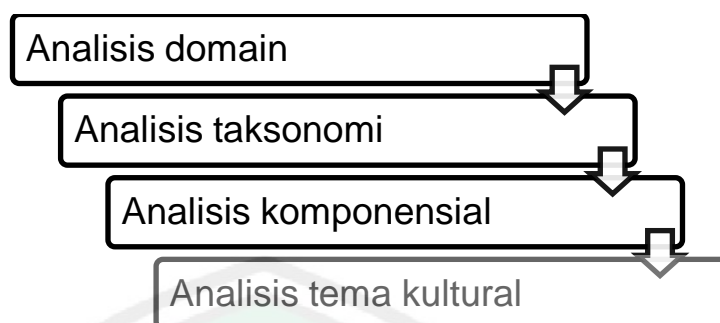 Analisis domain
Analisis taksonomi
Analisis komponensial
Analisis tema kultural